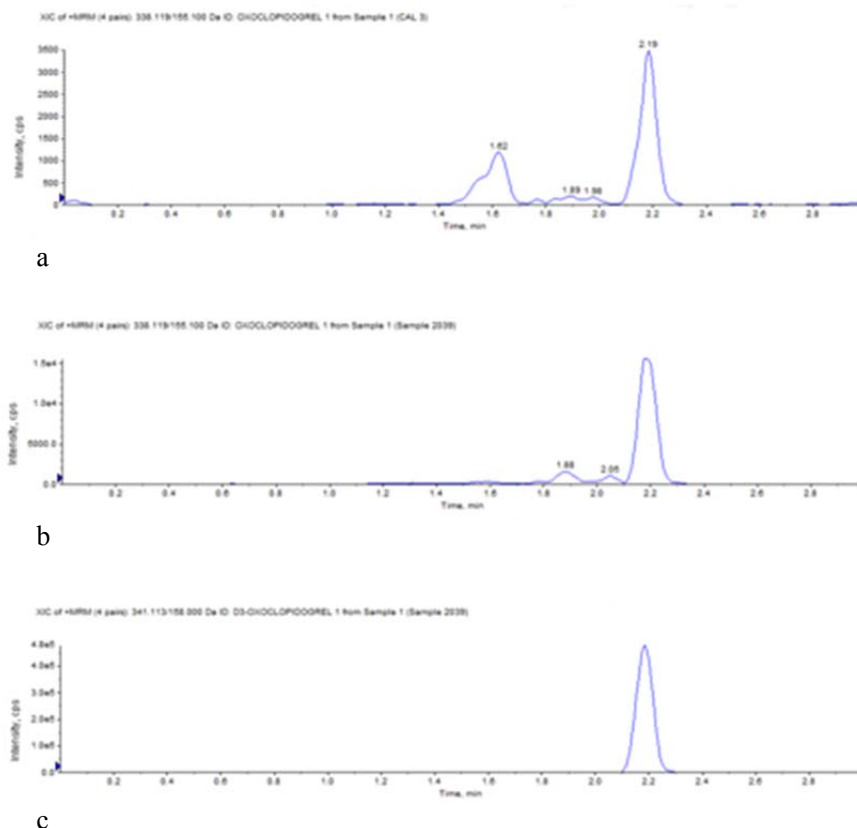 XIC of +MRM (4 pairs): 338.119/155.100 Da ID: OXOCLOPIDOGREL 1 from Sample 1 (CAL 3)
2.19
3500
3000
2500
2000
1500
1000
500
0
1.62
1.89 1.98
Intensity, cps
0.2 0.4 0.6 0.8 1.0 1.2 1.4 1.6 1.8 2.0 2.2 2.4 2.6 2.8
Time, min
a
XIC of +MRM (4 pairs): 338.119/155.100 Da ID: OXOCLOPIDOGREL 1 from Sample 1 (Sample 2039)
1.5e4
1.0e4
5000.0
0.0
1.88
2.05
Intensity, cps
0.2 0.4 0.6 0.8 1.0 1.2 1.4 1.6 1.8 2.0 2.2 2.4 2.6 2.8
Time, min
b
XIC of +MRM (4 pairs): 341.113/158.000 Da ID: D3-OXOCLOPIDOGREL 1 from Sample 1 (Sample 2039)
4.0e5
3.0e5
2.0e5
1.0e5
0.0
Intensity, cps
0.2 0.4 0.6 0.8 1.0 1.2 1.4 1.6 1.8 2.0 2.2 2.4 2.6 2.8
Time, min
c